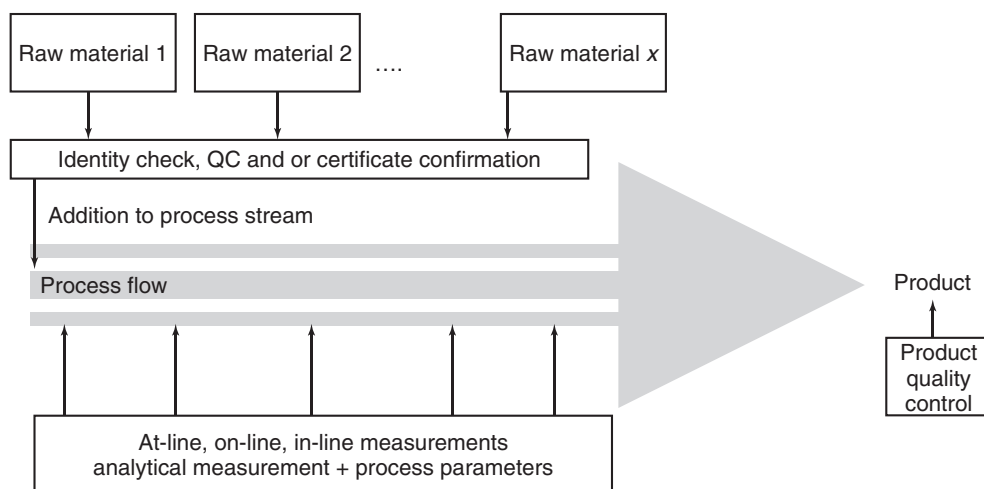 Raw material 1
Raw material 2
....
Raw material x
Identity check, QC and or certificate confirmation
Addition to process stream
Process flow
Product
Product
quality
control
At-line, on-line, in-line measurements
analytical measurement + process parameters